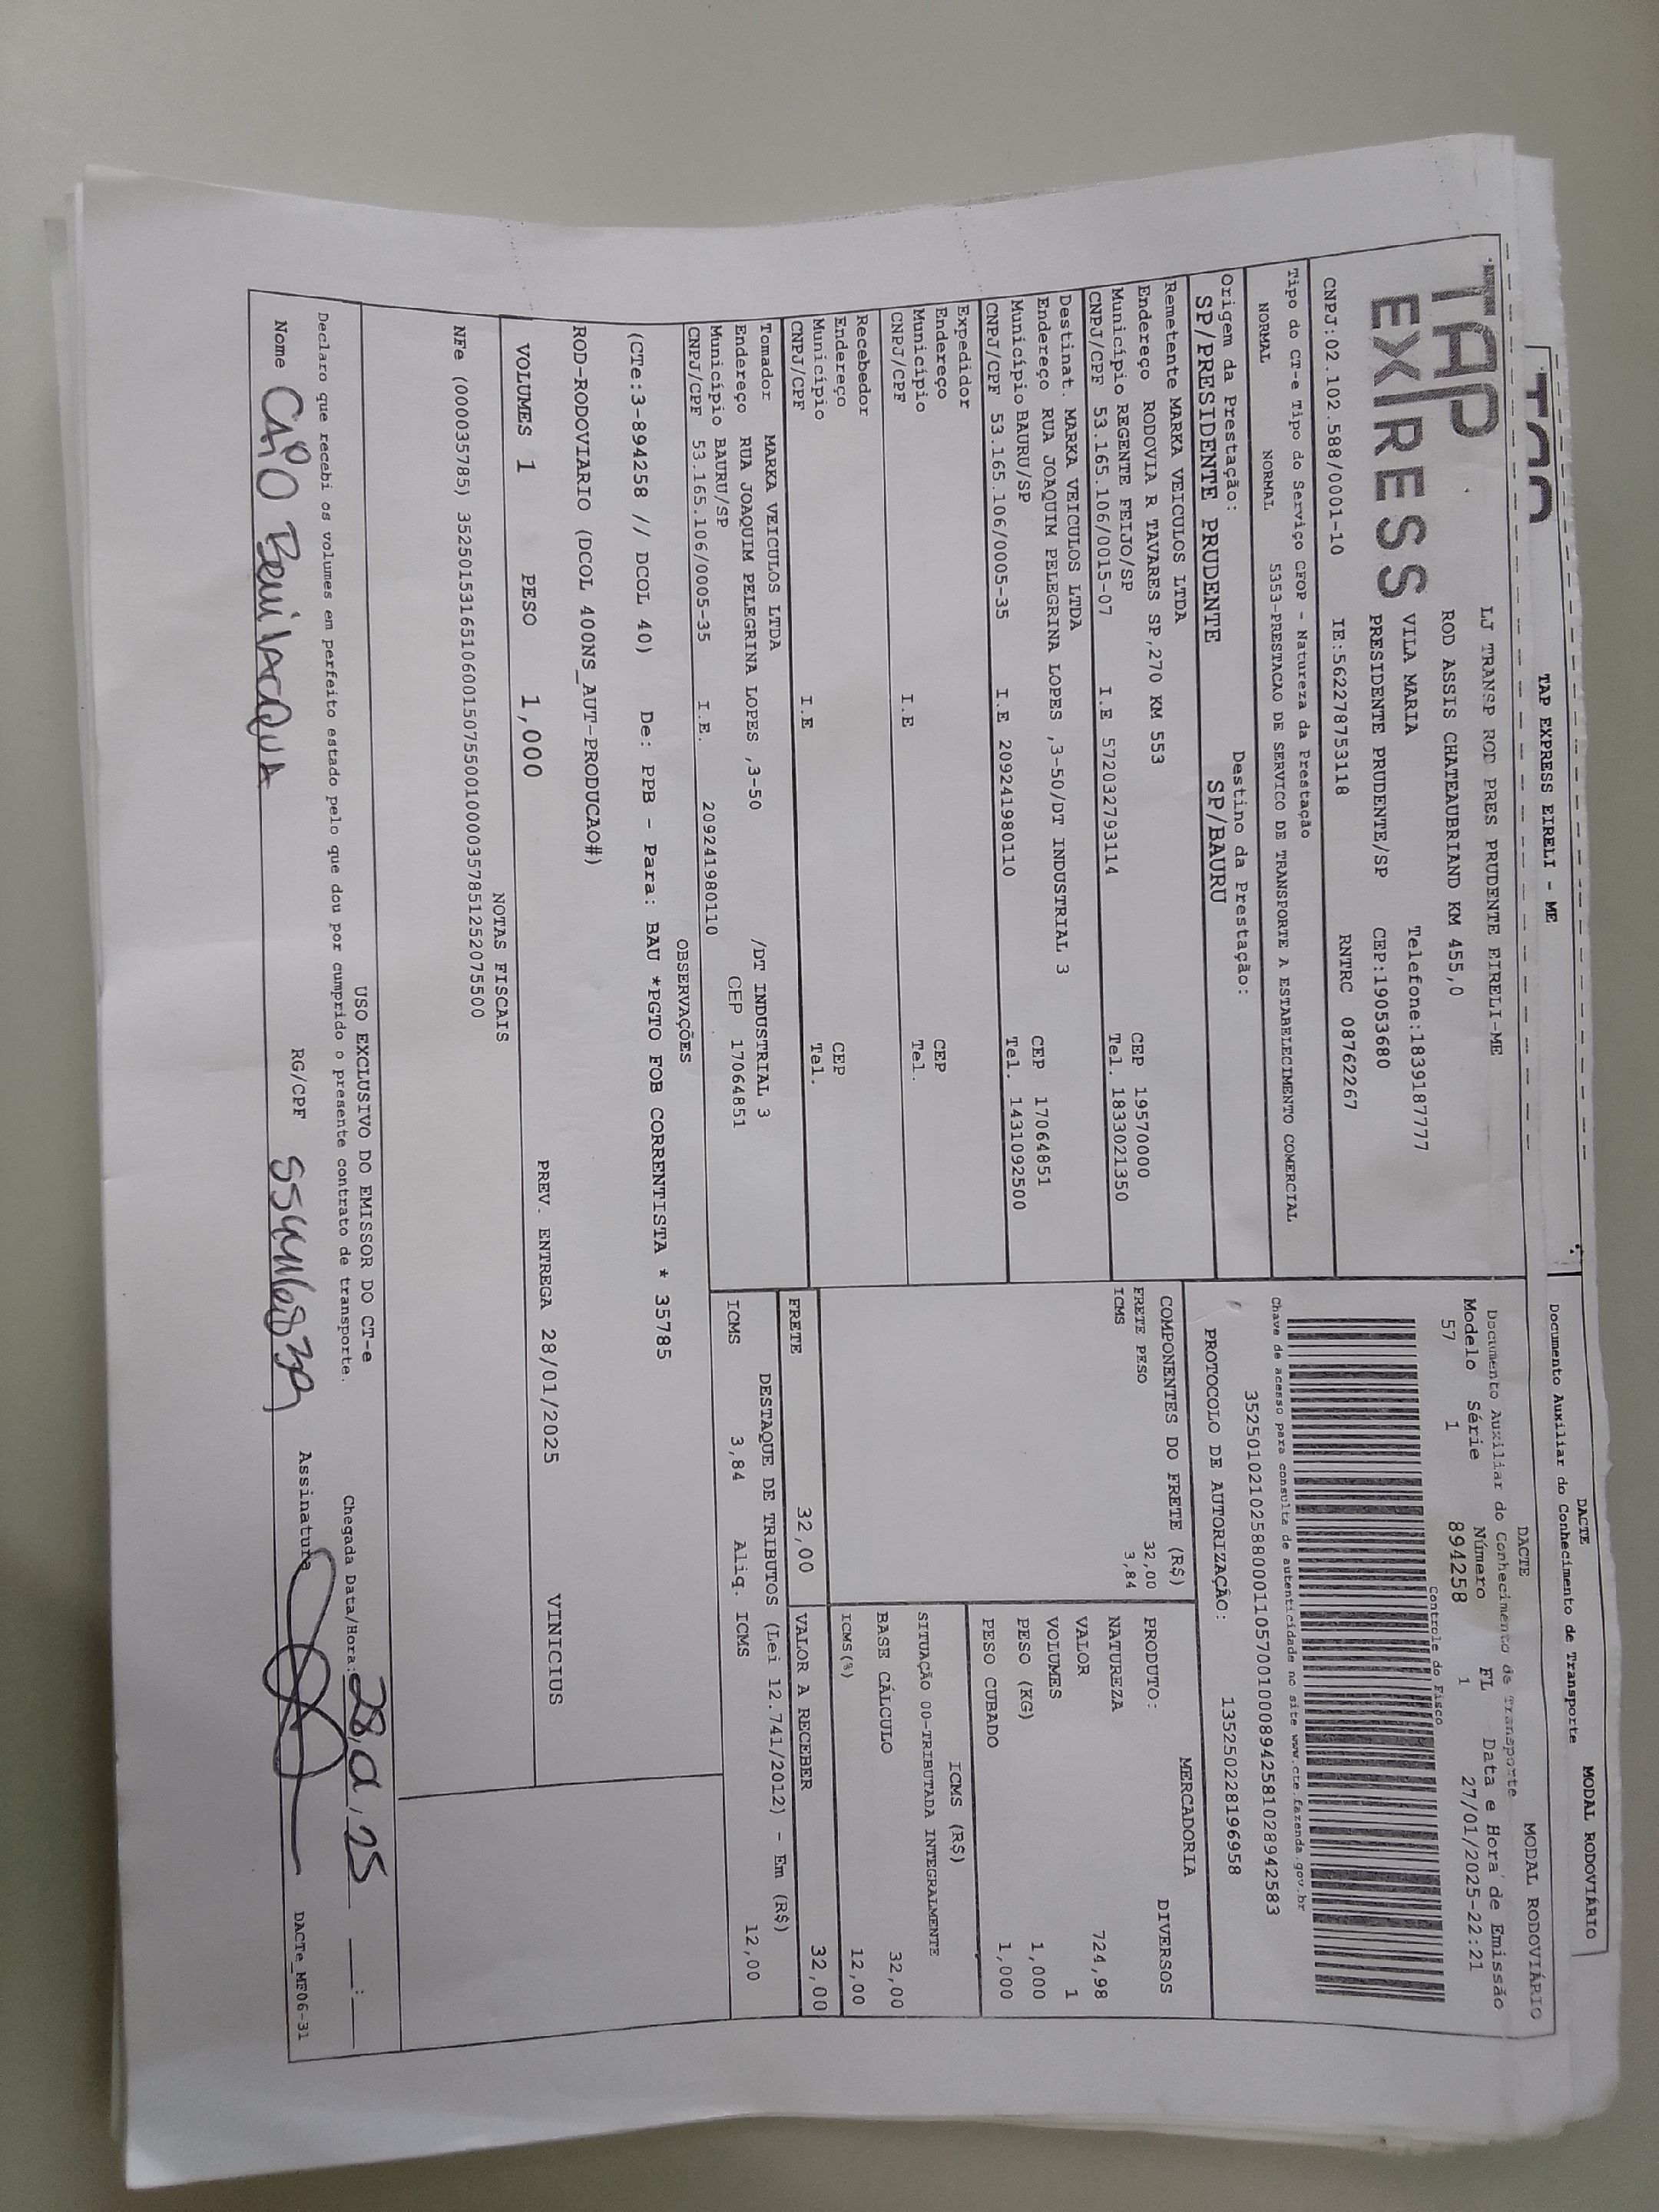 TAP EXPRESS EIRELI - ME
DACTE
MODAL RODOVIÁRIO
Documento Auxiliar do Conhecimento de Transporte
TAP EXPRESS
LJ TRANSP ROD PRES PRUDENTE EIRELI-ME
ROD ASSIS CHATEAUBRIAND KM 455,0
VILA MARIA
Telefone:1839187777
PRESIDENTE PRUDENTE/SP
CEP:19053680
CNPJ:02.102.588/0001-10
IE:562278753118
RNTRC 08762267
DACTE
MODAL RODOVIÁRIO
Documento Auxiliar do Conhecimento de Transporte
Modelo Série Número FL Data e Hora de Emissão
57 1 894258 1 27/01/2025-22:21
Controle do Fisco
Chave de acesso para consulta de autenticidade no site www.cte.fazenda.gov.br
35250102102588000110570010008942581028942583
PROTOCOLO DE AUTORIZAÇÃO: 135250228196958
Tipo do CT-e Tipo do Serviço CFOP - Natureza da Prestação
NORMAL NORMAL 5353-PRESTACAO DE SERVICO DE TRANSPORTE A ESTABELECIMENTO COMERCIAL
Origem da Prestação: Destino da Prestação:
SP/PRESIDENTE PRUDENTE SP/BAURU
Remetente MARKA VEICULOS LTDA
Endereço RODOVIA R TAVARES SP,270 KM 553
Município REGENTE FEIJO/SP CEP 19570000
CNPJ/CPF 53.165.106/0015-07 I.E 572032793114 Tel. 1833021350
Destinat. MARKA VEICULOS LTDA
Endereço RUA JOAQUIM PELEGRINA LOPES ,3-50/DT INDUSTRIAL 3
Município BAURU/SP CEP 17064851
CNPJ/CPF 53.165.106/0005-35 I.E 209241980110 Tel. 1431092500
Expedidor
Endereço
Município CEP
CNPJ/CPF I.E Tel.
Recebedor
Endereço
Município CEP
CNPJ/CPF I.E Tel.
Tomador MARKA VEICULOS LTDA
Endereço RUA JOAQUIM PELEGRINA LOPES ,3-50 /DT INDUSTRIAL 3
Município BAURU/SP CEP 17064851
CNPJ/CPF 53.165.106/0005-35 I.E. 209241980110
COMPONENTES DO FRETE (R$)
FRETE PESO 32,00
ICMS 3,84
MERCADORIA
PRODUTO: DIVERSOS
NATUREZA
VALOR 724,98
VOLUMES 1
PESO (KG) 1,000
PESO CUBADO 1,000
ICMS (R$)
SITUAÇÃO 00-TRIBUTADA INTEGRALMENTE
BASE CÁLCULO 32,00
ICMS(%) 12,00
FRETE 32,00
VALOR A RECEBER 32,00
DESTAQUE DE TRIBUTOS (Lei 12.741/2012) - Em (R$)
ICMS 3,84 Aliq. ICMS 12,00
OBSERVAÇÕES
(CTe:3-894258 // DCOL 40) De: PPB - Para: BAU *PGTO FOB CORRENTISTA * 35785
ROD-RODOVIARIO (DCOL 400NS_AUT-PRODUCAO#)
VOLUMES 1 PESO 1,000 PREV. ENTREGA 28/01/2025 VINICIUS
NOTAS FISCAIS
NFe (000035785) 35250153165106001507550010000357851252075500
USO EXCLUSIVO DO EMISSOR DO CT-e
Declaro que recebi os volumes em perfeito estado pelo que dou por cumprido o presente contrato de transporte.
Chegada Data/Hora: 28, 01, 25 :
Nome CAIO Bevilacqua RG/CPF Assinatura
DACTe_MF06-31